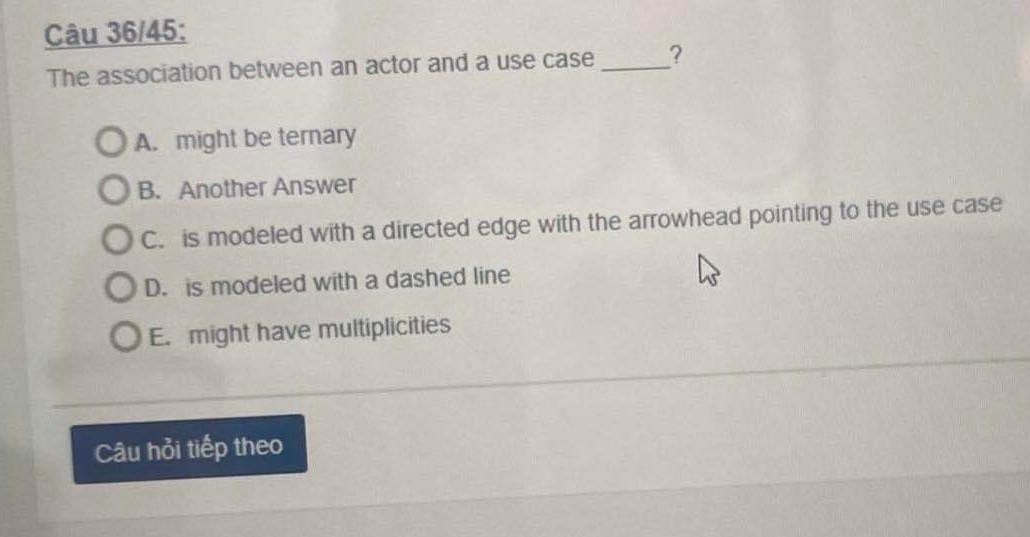 Câu 36/45:
The association between an actor and a use case _____?
A. might be ternary
B. Another Answer
C. is modeled with a directed edge with the arrowhead pointing to the use case
D. is modeled with a dashed line
E. might have multiplicities
Câu hỏi tiếp theo